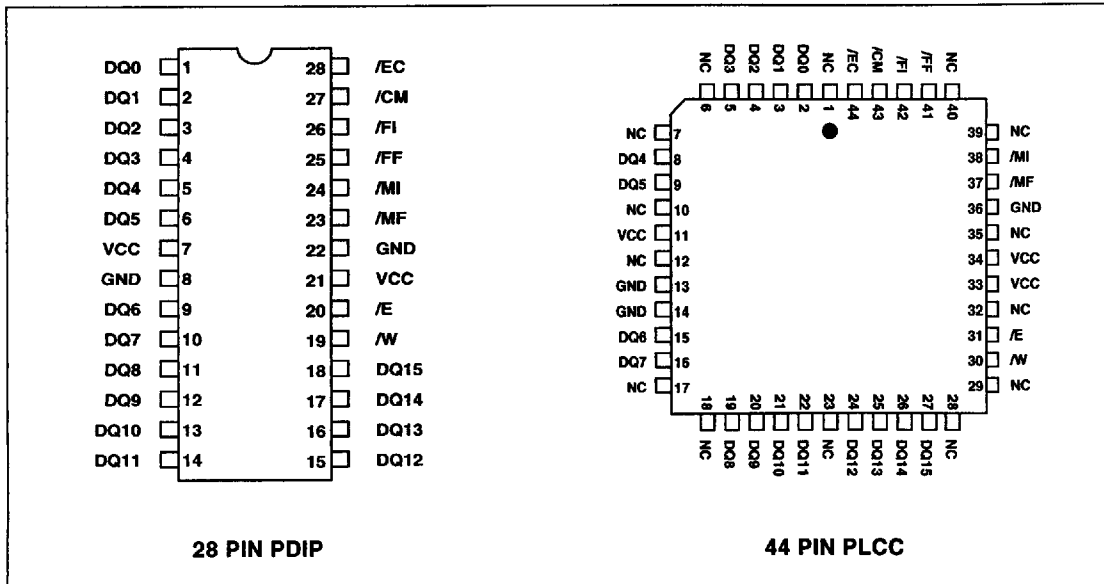 DQ0 1 28 /EC
DQ1 2 27 /CM
DQ2 3 26 /FI
DQ3 4 25 /FF
DQ4 5 24 /MI
DQ5 6 23 /MF
VCC 7 22 GND
GND 8 21 VCC
DQ6 9 20 /E
DQ7 10 19 /W
DQ8 11 18 DQ15
DQ9 12 17 DQ14
DQ10 13 16 DQ13
DQ11 14 15 DQ12
28 PIN PDIP
NC DQ3 DQ2 DQ1 DQ0 NC /EC /CM /FI /FF NC
6 5 4 3 2 1 44 43 42 41 40
NC 7 39 NC
DQ4 8 38 /MI
DQ5 9 37 /MF
NC 10 36 GND
VCC 11 35 NC
NC 12 34 VCC
GND 13 33 VCC
GND 14 32 NC
DQ6 15 31 /E
DQ7 16 30 /W
NC 17 29 NC
18 19 20 21 22 23 24 25 26 27 28
NC DQ8 DQ9 DQ10 DQ11 NC DQ12 DQ13 DQ14 DQ15 NC
44 PIN PLCC